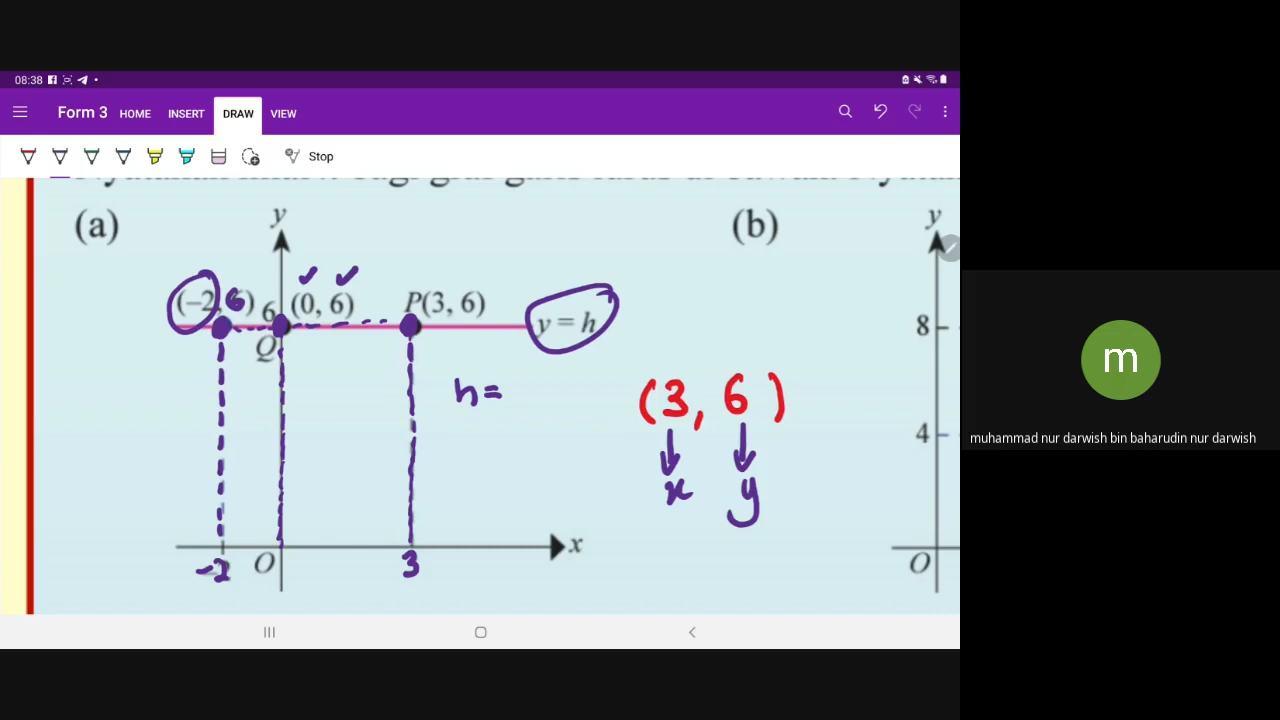 08:38
Form 3 HOME INSERT DRAW VIEW
Stop
(a)
y
(b)
y
(-2, 6) 6 (0, 6) P(3, 6)
y = h
Q
8
h=
(3, 6)
4
x y
-2 O 3 x
O
m
muhammad nur darwish bin baharudin nur darwish